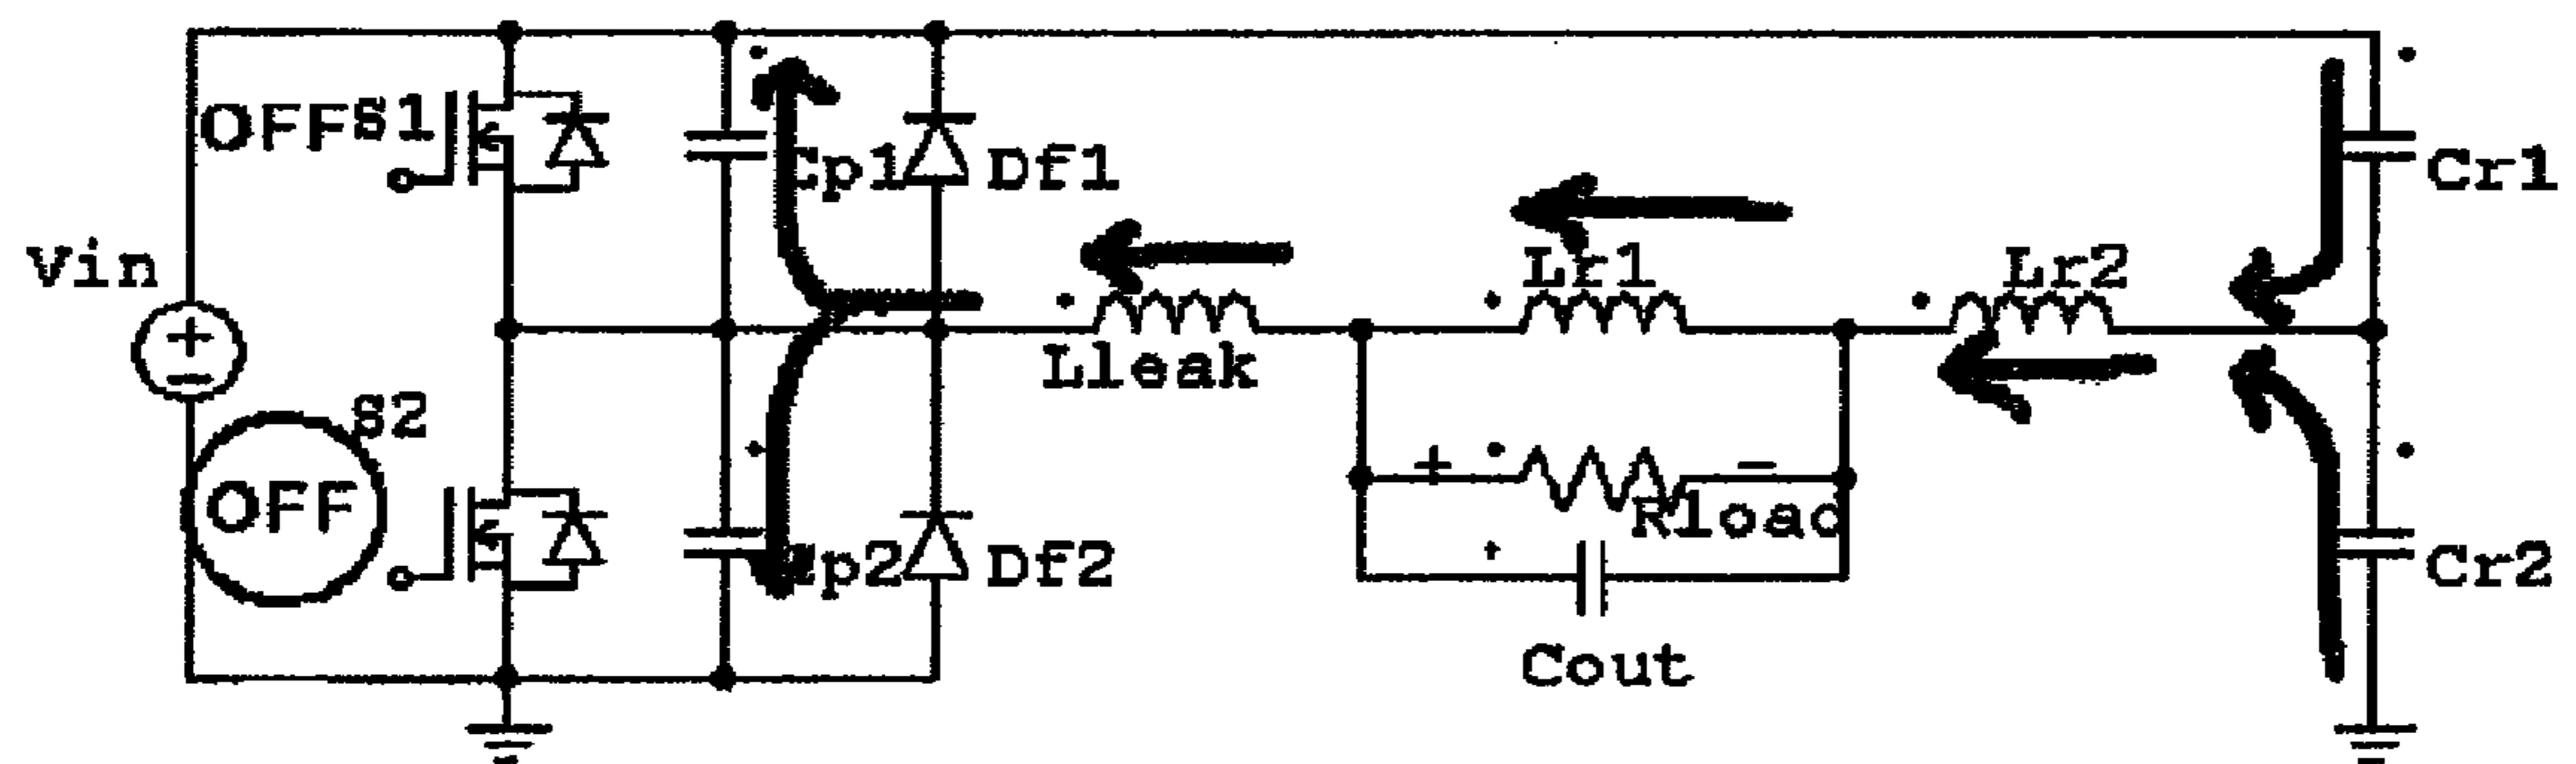 OFF S1
Cp1
Df1
Cr1
Vin
+
−
Lleak
Lr1
Lr2
S2
OFF
+
−
Rload
Cp2
Df2
Cout
Cr2